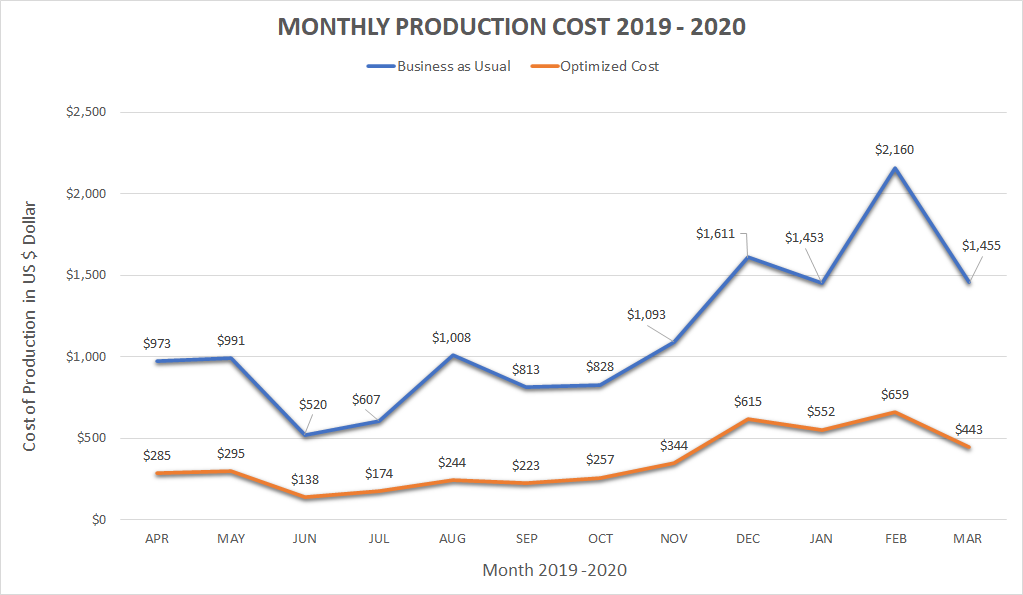 MONTHLY PRODUCTION COST 2019 - 2020
Business as Usual Optimized Cost
$2,500
$2,000
$1,500
$1,000
$500
$0
Cost of Production in US $ Dollar
$973 $991 $520 $607 $1,008 $813 $828 $1,093 $1,611 $1,453 $2,160 $1,455
$285 $295 $138 $174 $244 $223 $257 $344 $615 $552 $659 $443
APR MAY JUN JUL AUG SEP OCT NOV DEC JAN FEB MAR
Month 2019 -2020